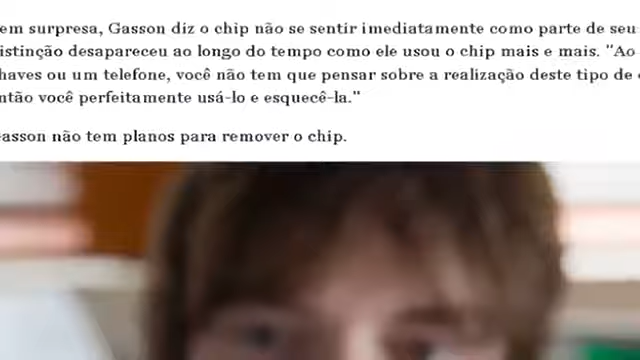 em surpresa, Gasson diz o chip não se sentir imediatamente como parte de seu
istinção desapareceu ao longo do tempo como ele usou o chip mais e mais. "Ao
haves ou um telefone, você não tem que pensar sobre a realização deste tipo de
ntão você perfeitamente usá-lo e esquecê-la."
asson não tem planos para remover o chip.